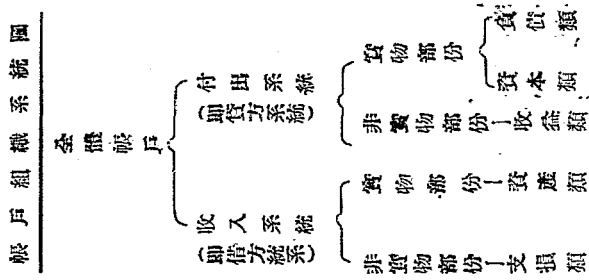 帳戶組織系統圖
全體帳戶
付出系統
(即貸方系統)
實物部份
負債類
資本類
非實物部份—收益類
收入系統
(即借方統系)
實物部份—資產類
非實物部份—支損類